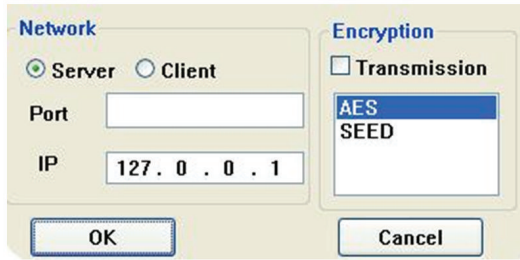 Network
Server Client
Port
IP 127. 0 . 0 . 1
Encryption
Transmission
AES
SEED
OK Cancel